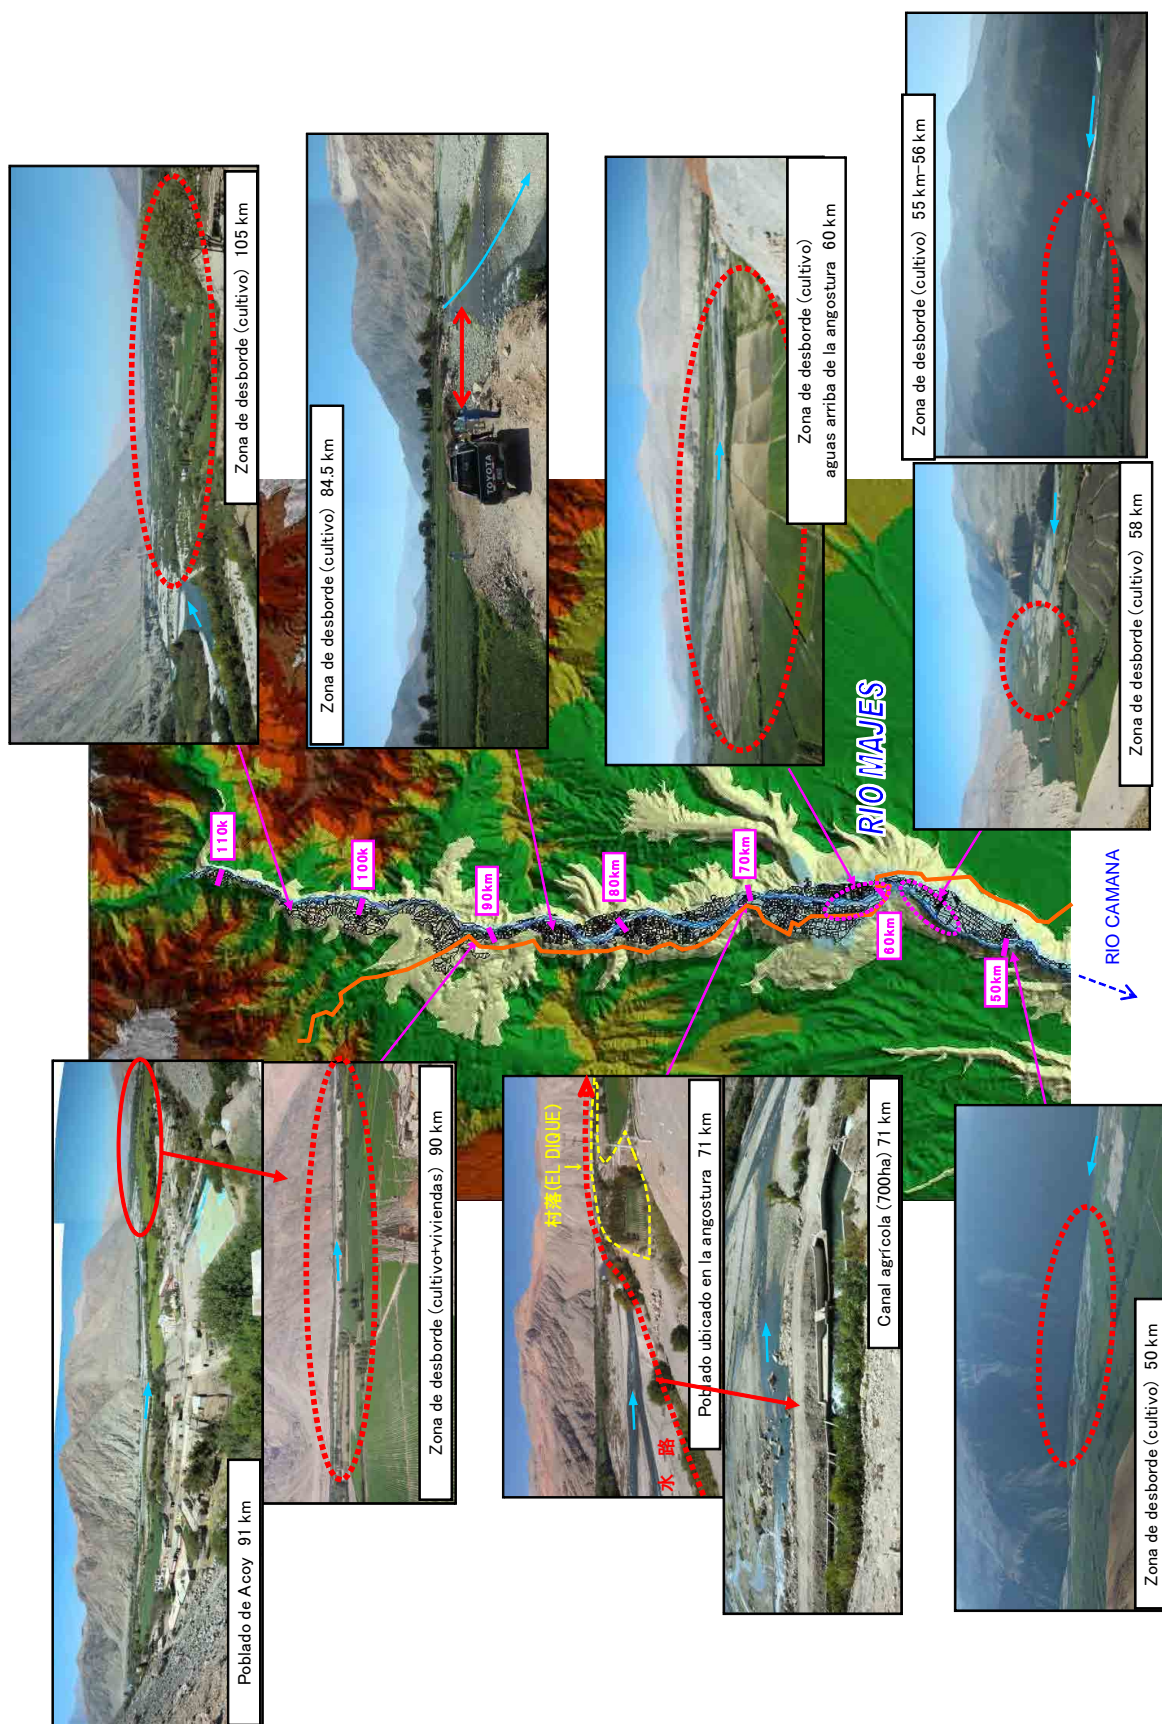 Zona de desborde (cultivo) 105 km
Zona de desborde (cultivo) 84.5 km
TOYOTA
Zona de desborde (cultivo)
aguas arriba de la angostura 60 km
Zona de desborde (cultivo) 55 km-56 km
Zona de desborde (cultivo) 58 km
RIO MAJES
110k
100k
90km
80km
70km
60km
50km
RIO CAMANA
Poblado de Acoy 91 km
Zona de desborde (cultivo+viviendas) 90 km
村落(EL DIQUE)
水 路
Poblado ubicado en la angostura 71 km
Canal agrícola (700ha) 71 km
Zona de desborde (cultivo) 50 km